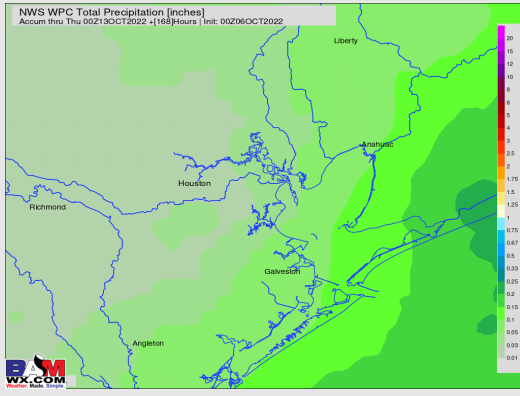 NWS WPC Total Precipitation [inches]
Accum thru Thu 00Z13OCT2022 +[168]Hours | Init: 00Z06OCT2022
Liberty
Anahuac
Houston
Richmond
Galveston
Angleton
20
15
12
10
8
6
5
4
3
2.5
2
1.75
1.5
1.25
1
0.75
0.67
0.5
0.33
0.25
0.2
0.15
0.1
0.05
0.03
0.01
BAM
WX.COM
Weather. Made. Simple.